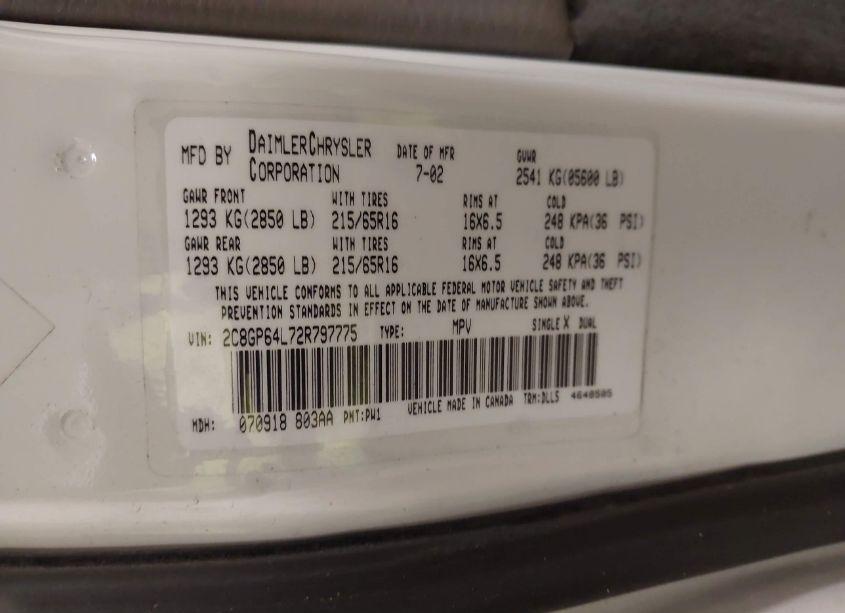 MFD BY DAIMLERCHRYSLER CORPORATION DATE OF MFR 7-02 GVWR 2541 KG(05600 LB)
GAWR FRONT WITH TIRES RIMS AT COLD
1293 KG(2850 LB) 215/65R16 16X6.5 248 KPA(36 PSI)
GAWR REAR WITH TIRES RIMS AT COLD
1293 KG(2850 LB) 215/65R16 16X6.5 248 KPA(36 PSI)
THIS VEHICLE CONFORMS TO ALL APPLICABLE FEDERAL MOTOR VEHICLE SAFETY AND THEFT
PREVENTION STANDARDS IN EFFECT ON THE DATE OF MANUFACTURE SHOWN ABOVE.
VIN: 2C8GP64L72R797775 TYPE: MPV SINGLE X DUAL
MDH: 070918 803AA PNT:PW1 VEHICLE MADE IN CANADA TRM:DLLS 4640505